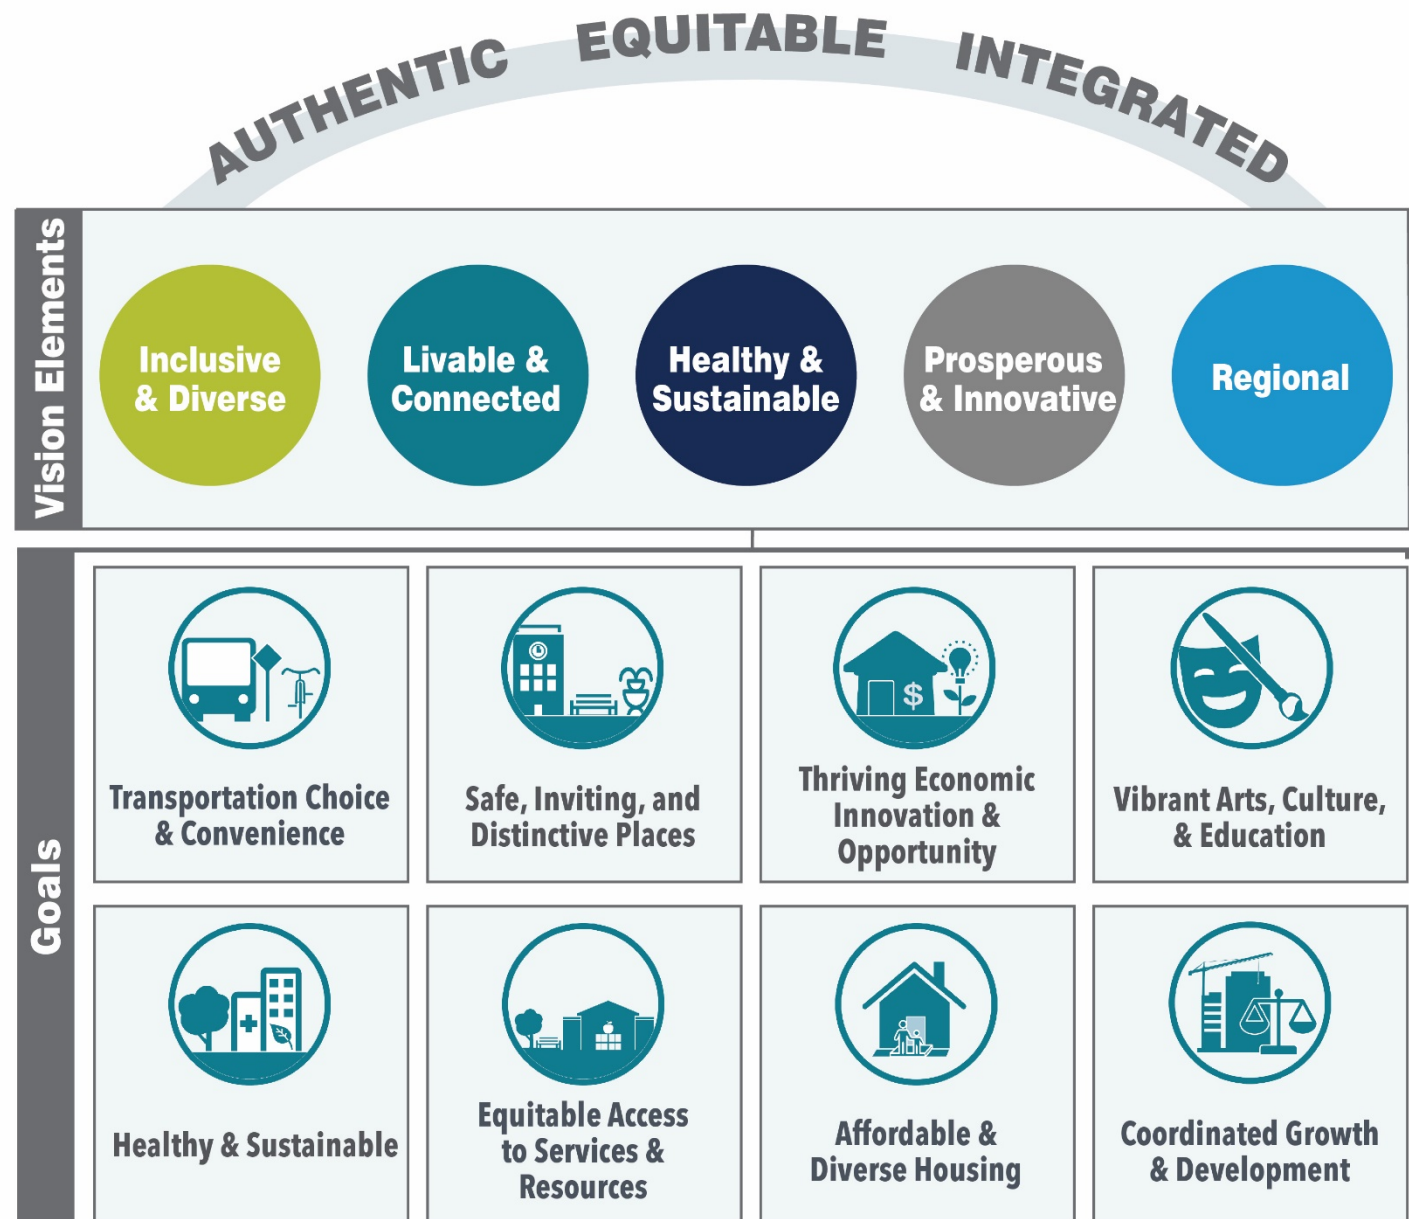 AUTHENTIC EQUITABLE INTEGRATED
Vision Elements
Inclusive
& Diverse
Livable &
Connected
Healthy &
Sustainable
Prosperous
& Innovative
Regional
Goals
Transportation Choice
& Convenience
Safe, Inviting, and
Distinctive Places
$
Thriving Economic
Innovation &
Opportunity
Vibrant Arts, Culture,
& Education
Healthy & Sustainable
Equitable Access
to Services &
Resources
Affordable &
Diverse Housing
Coordinated Growth
& Development